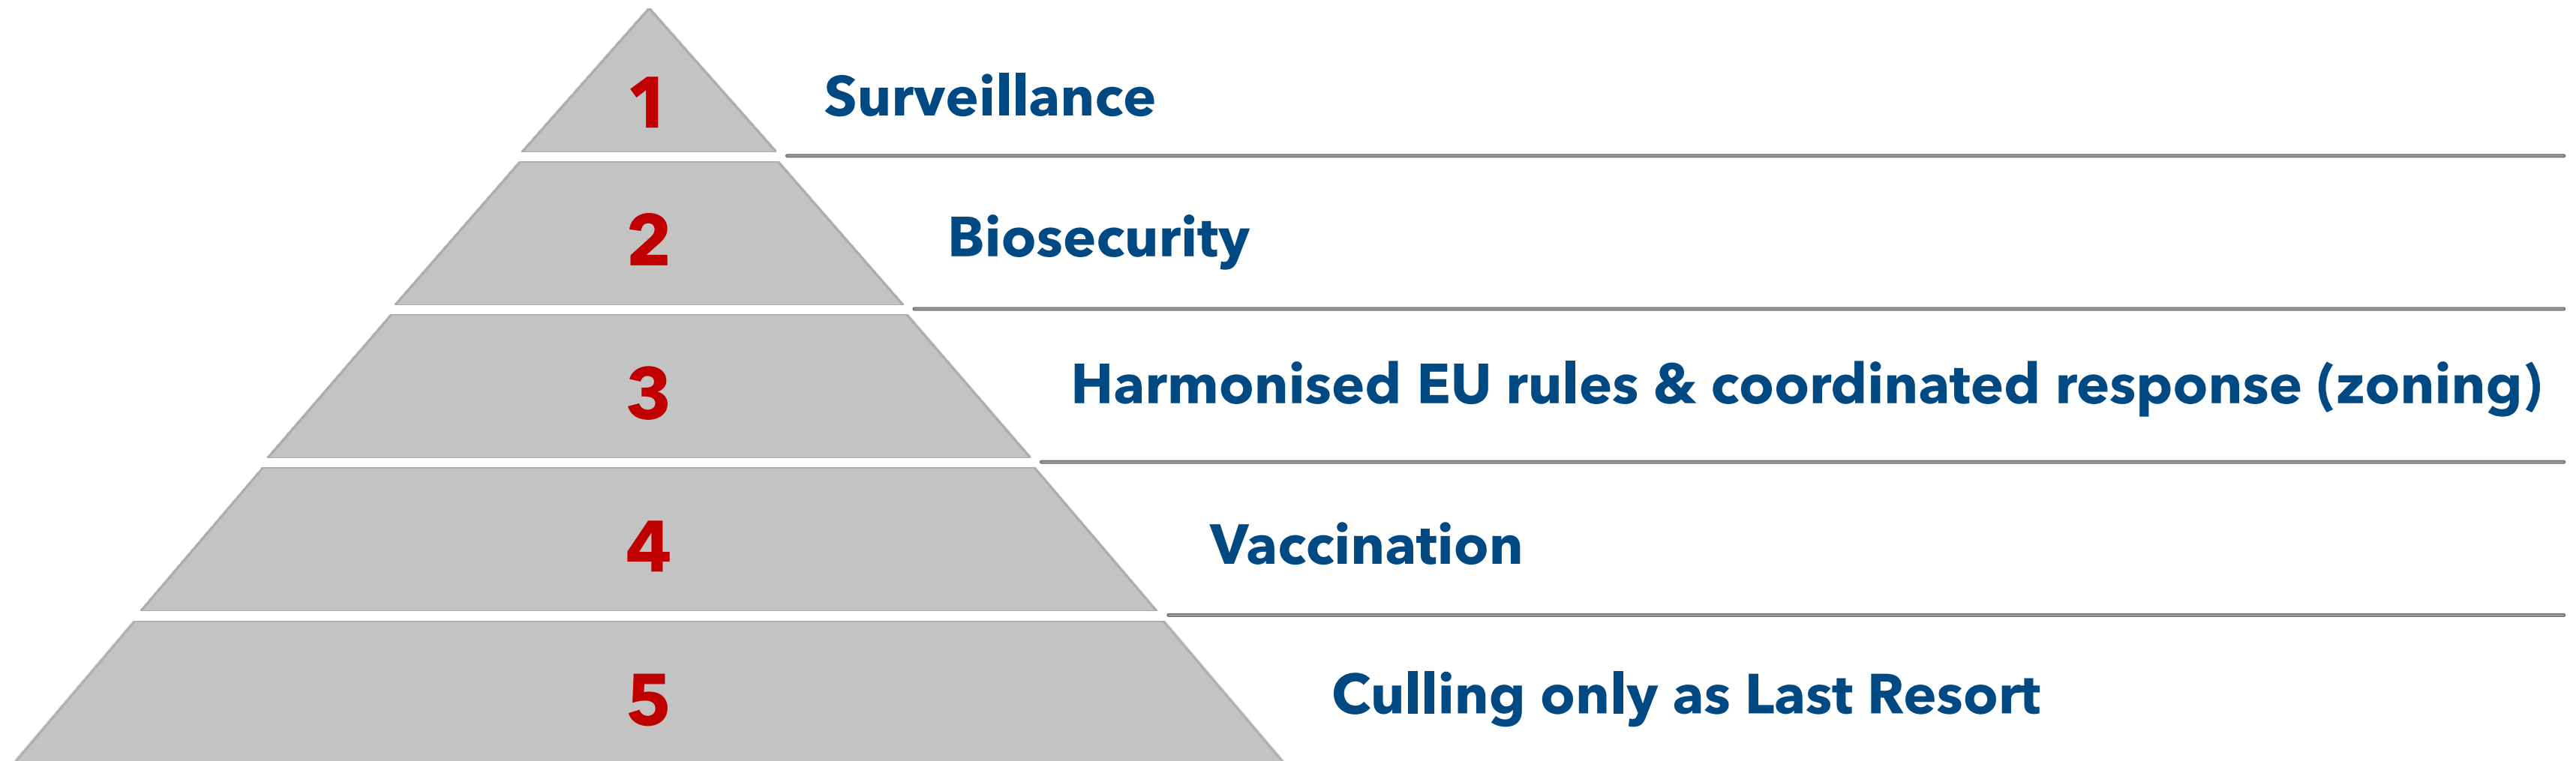 1
Surveillance
2
Biosecurity
3
Harmonised EU rules & coordinated response (zoning)
4
Vaccination
5
Culling only as Last Resort